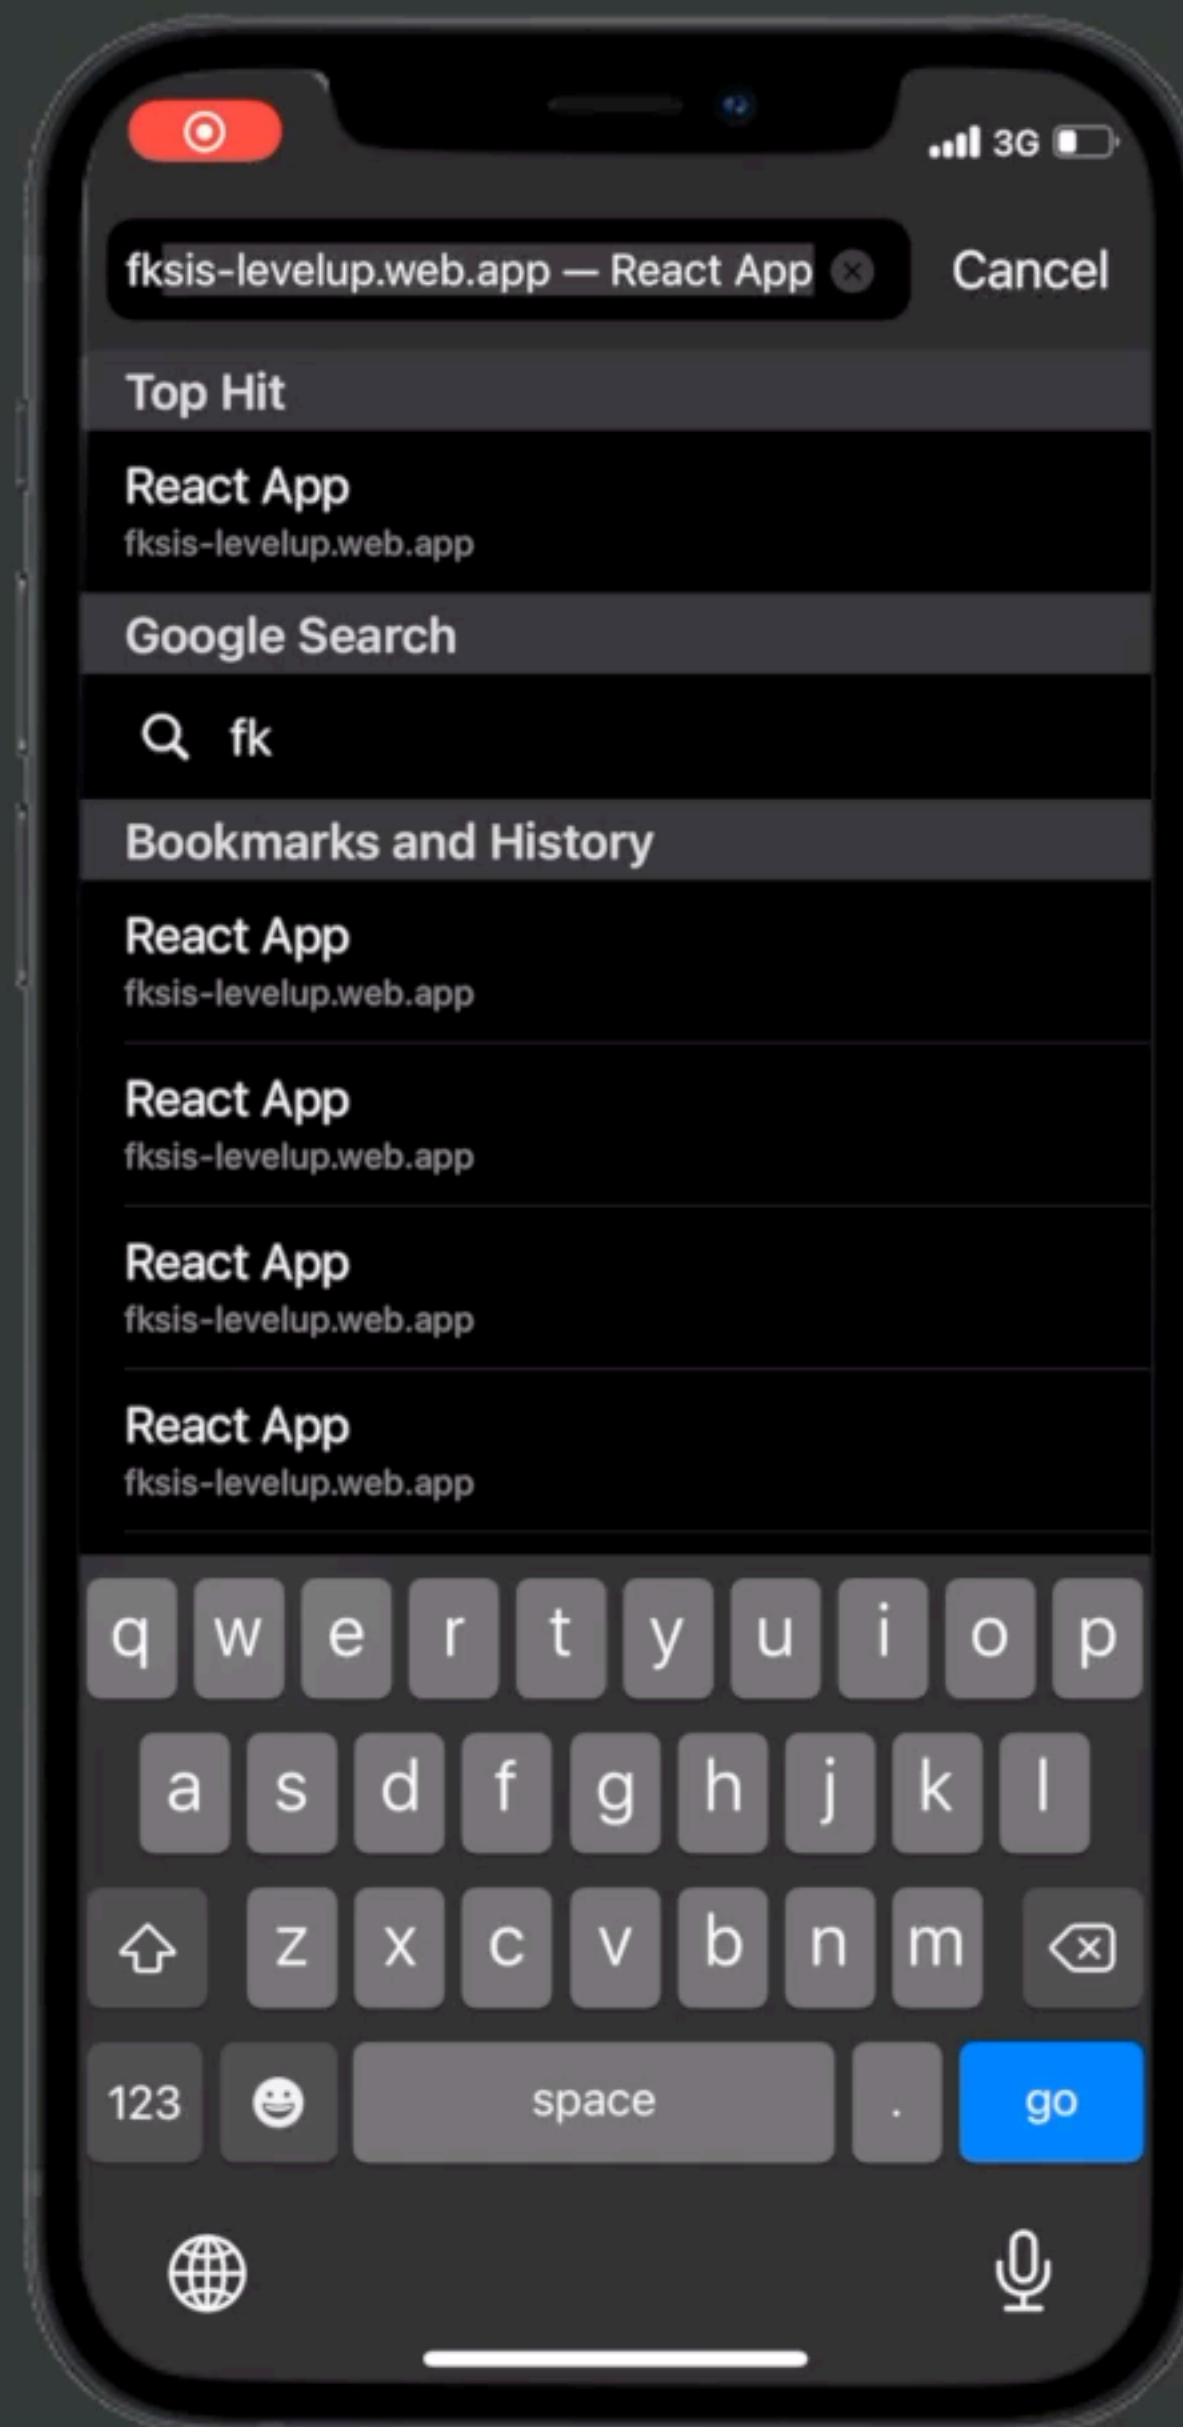 3G
fksis-levelup.web.app — React App
Cancel
Top Hit
React App
fksis-levelup.web.app
Google Search
fk
Bookmarks and History
React App
fksis-levelup.web.app
React App
fksis-levelup.web.app
React App
fksis-levelup.web.app
React App
fksis-levelup.web.app
q w e r t y u i o p
a s d f g h j k l
z x c v b n m
123 space . go